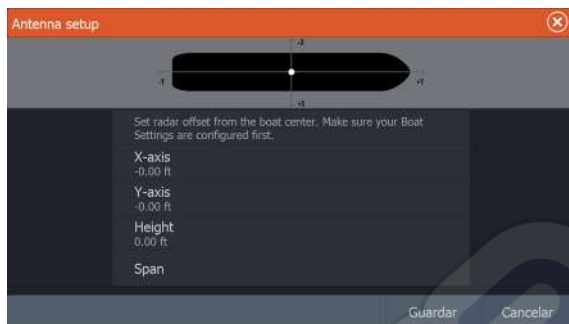 Antenna setup
-X
-Y
+Y
+X
Set radar offset from the boat center. Make sure your Boat
Settings are configured first.
X-axis
-0.00 ft
Y-axis
-0.00 ft
Height
0.00 ft
Span
Guardar
Cancelar